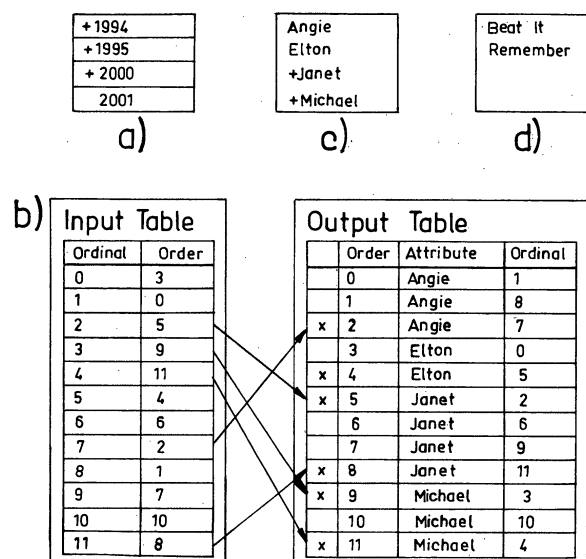 +1994
+1995
+2000
2001
a)
Angie
Elton
+Janet
+Michael
c)
Beat It
Remember
d)
b)
Input Table
Ordinal Order
0 3
1 0
2 5
3 9
4 11
5 4
6 6
7 2
8 1
9 7
10 10
11 8
Output Table
Order Attribute Ordinal
0 Angie 1
1 Angie 8
x 2 Angie 7
3 Elton 0
x 4 Elton 5
x 5 Janet 2
6 Janet 6
7 Janet 9
x 8 Janet 11
x 9 Michael 3
10 Michael 10
x 11 Michael 4